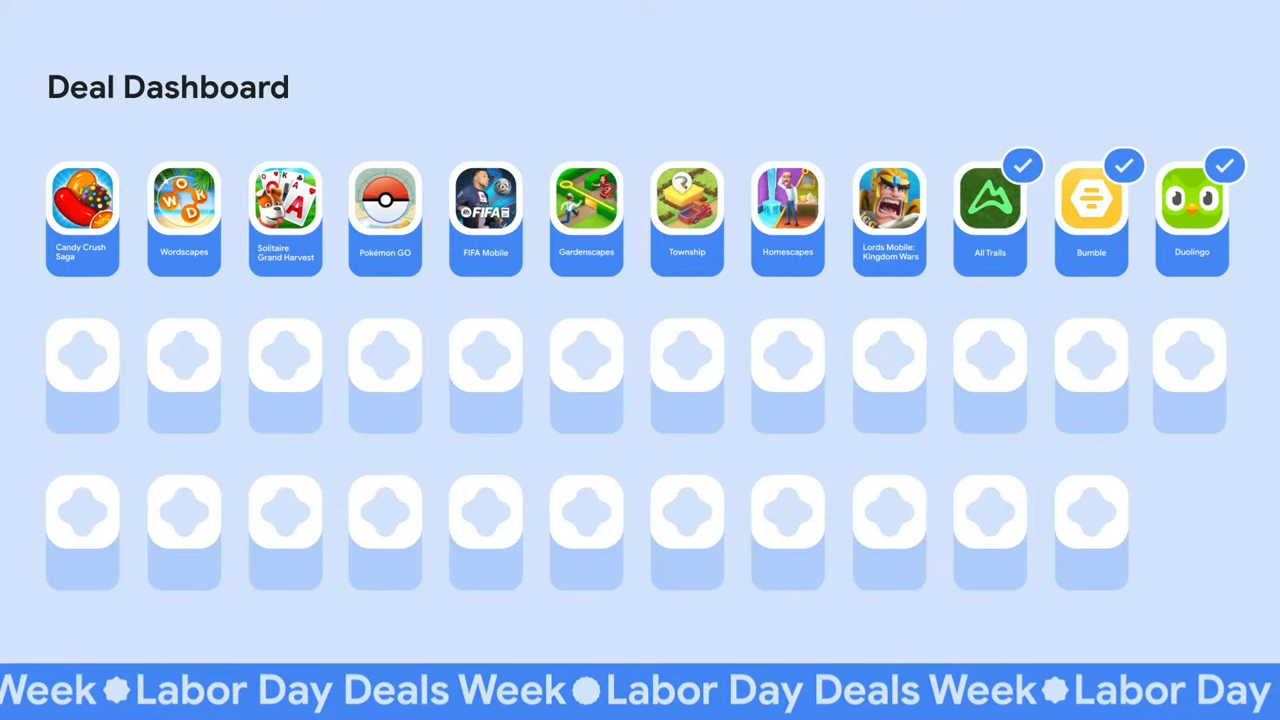 Deal Dashboard
Candy Crush
Saga
Wordscapes
Solitaire
Grand Harvest
Pokémon GO
FIFA Mobile
Gardenscapes
Township
Homescapes
Lords Mobile:
Kingdom Wars
All Trails
Bumble
Duolingo
Week Labor Day Deals Week Labor Day Deals Week Labor Day